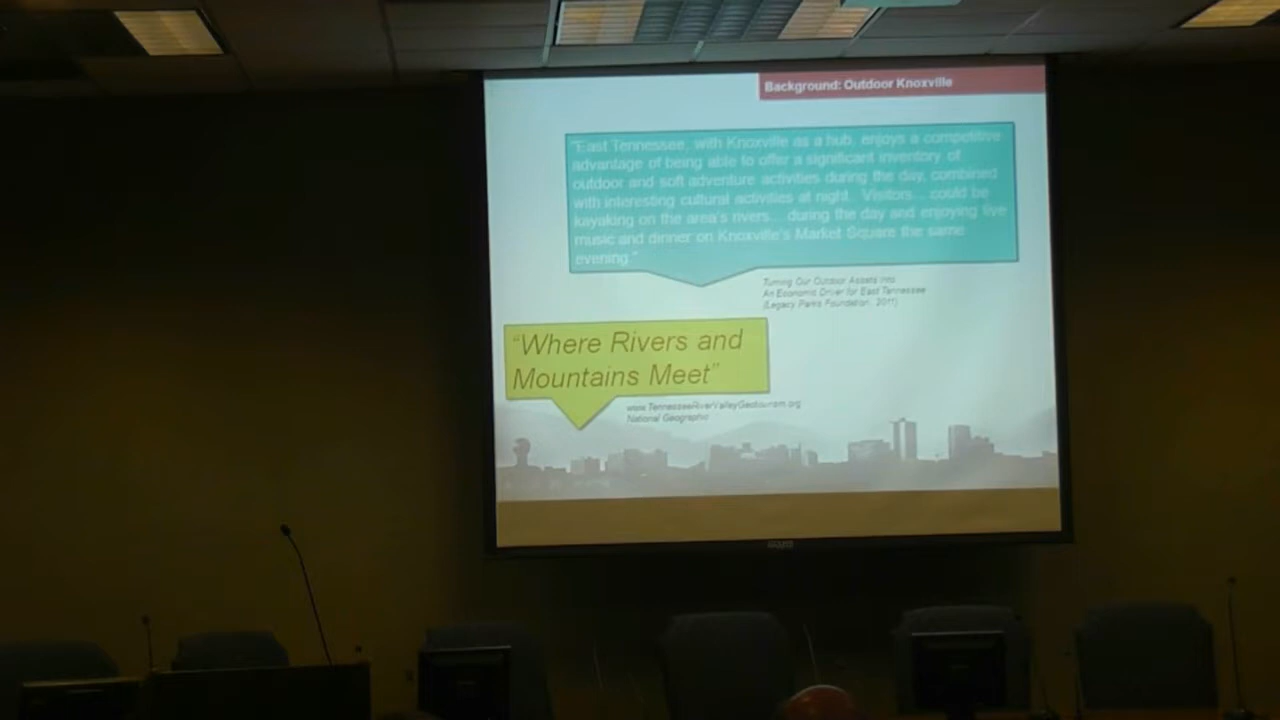 Background: Outdoor Knoxville
"East Tennessee, with Knoxville as a hub, enjoys a competitive
advantage of being able to offer a significant inventory of
outdoor and soft adventure activities during the day, combined
with interesting cultural activities at night. Visitors... could be
kayaking on the area's rivers... during the day and enjoying live
music and dinner on Knoxville's Market Square the same
evening."
Turning Our Outdoor Assets Into
An Economic Driver for East Tennessee
(Legacy Parks Foundation, 2011)
"Where Rivers and
Mountains Meet"
www.TennesseeRiverValleyGeotourism.org
National Geographic